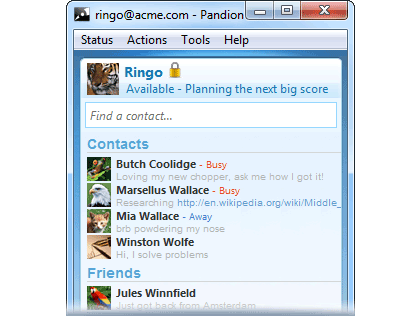 ringo@acme.com - Pandion
Status Actions Tools Help
Ringo
Available - Planning the next big score
Find a contact...
Contacts
Butch Coolidge - Busy
Loving my new chopper, ask me how I got it!
Marsellus Wallace - Busy
Researching http://en.wikipedia.org/wiki/Middle_
Mia Wallace - Away
brb powdering my nose
Winston Wolfe
Hi, I solve problems
Friends
Jules Winnfield
Just got back from Amsterdam